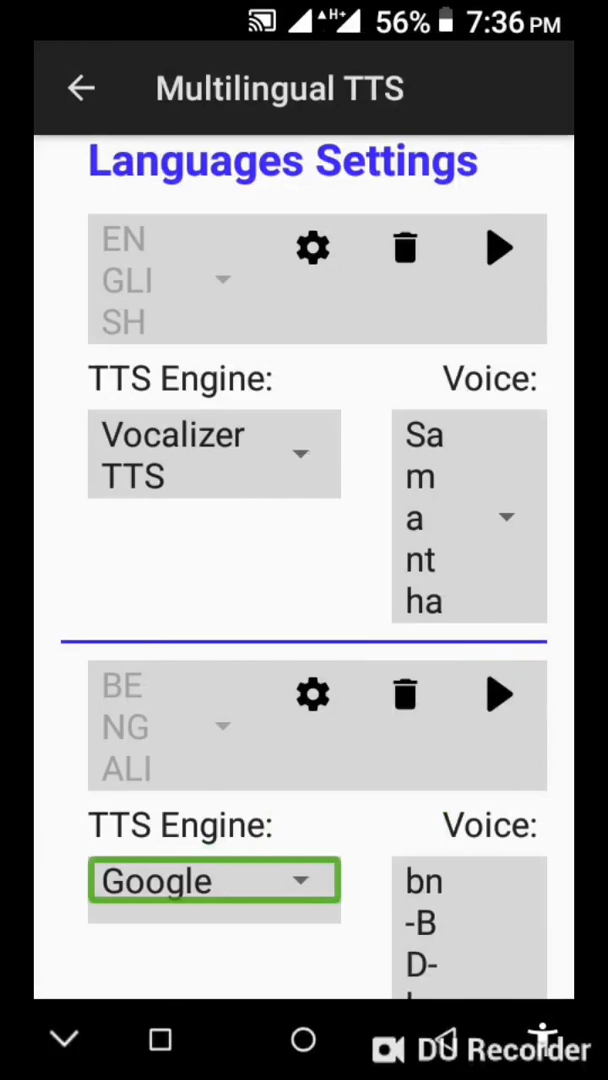 H+ 56% 7:36 PM
Multilingual TTS
Languages Settings
EN
GLI
SH
TTS Engine: Voice:
Vocalizer
TTS
Sa
m
a
nt
ha
BE
NG
ALI
TTS Engine: Voice:
Google
bn
-B
D-
DU Recorder